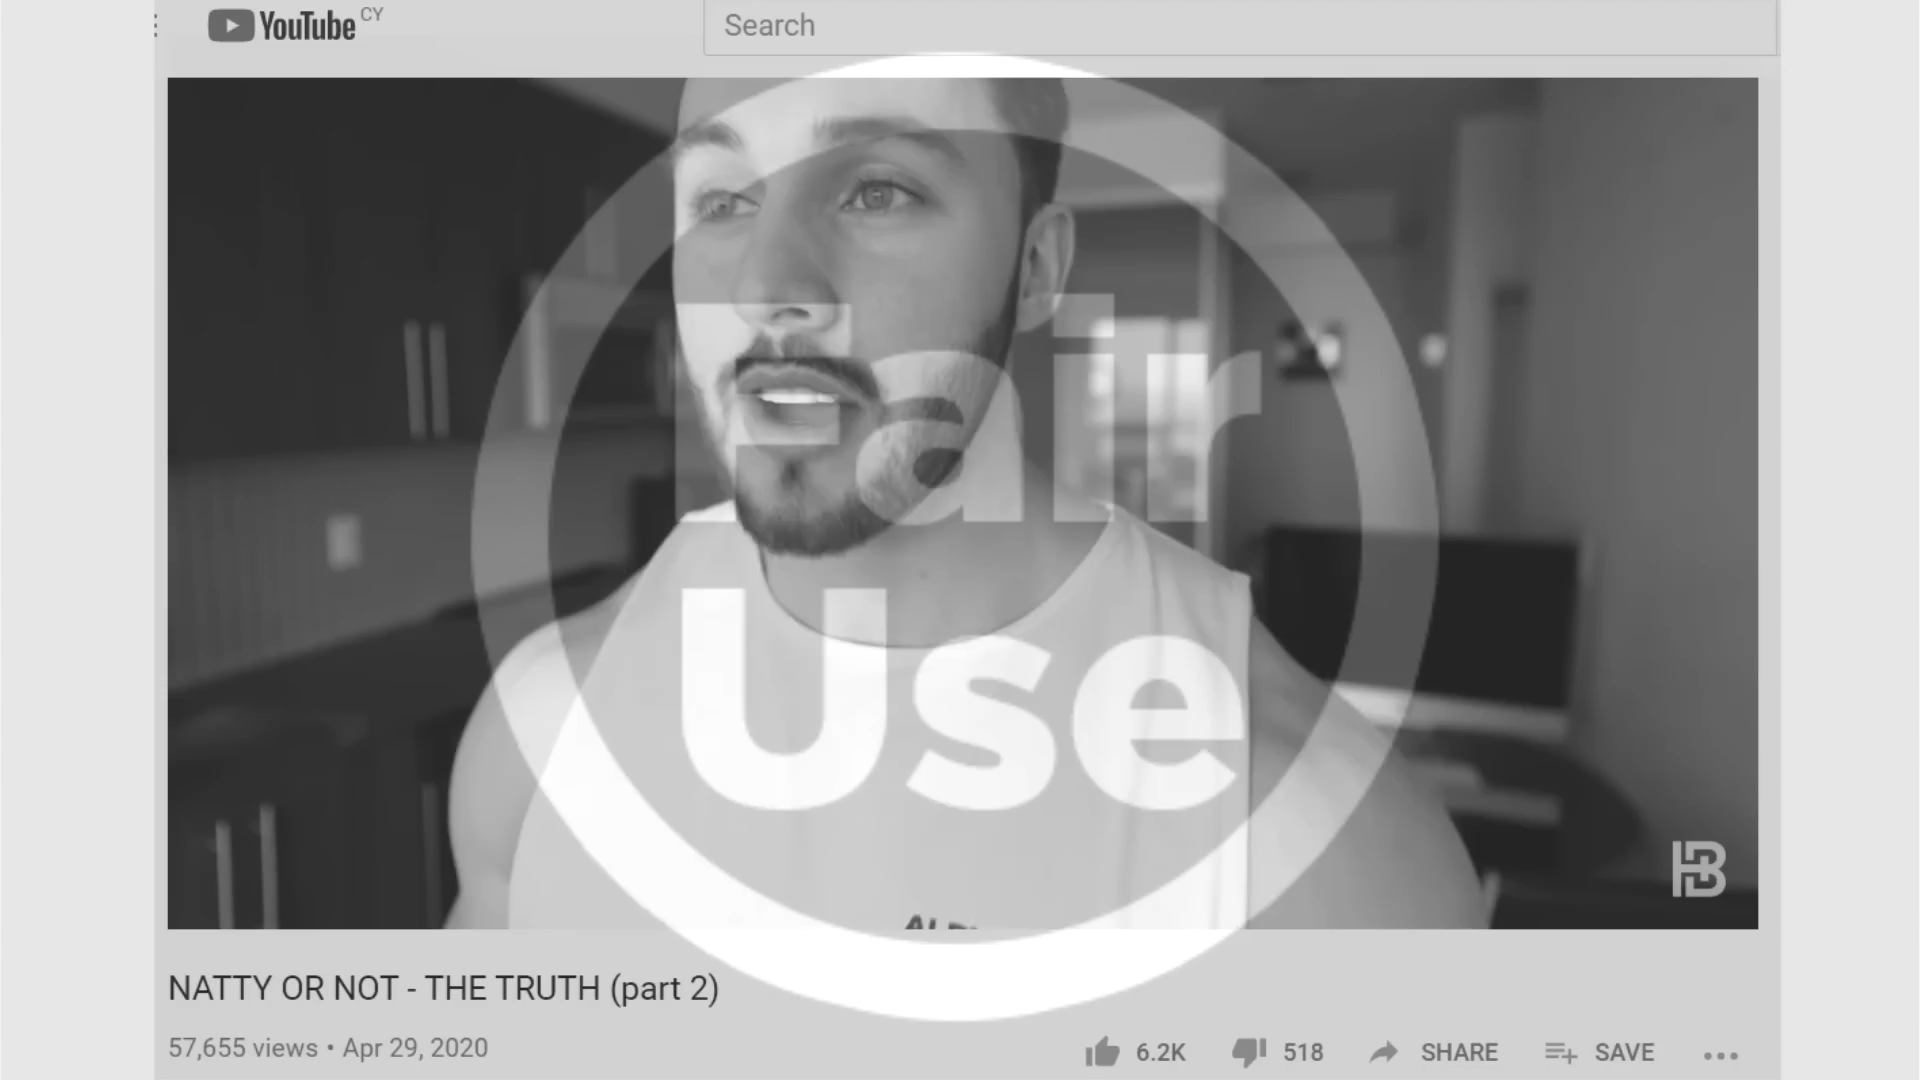 YouTube CY
Search
Fair
Use
NATTY OR NOT - THE TRUTH (part 2)
57,655 views • Apr 29, 2020
6.2K
518
SHARE
SAVE